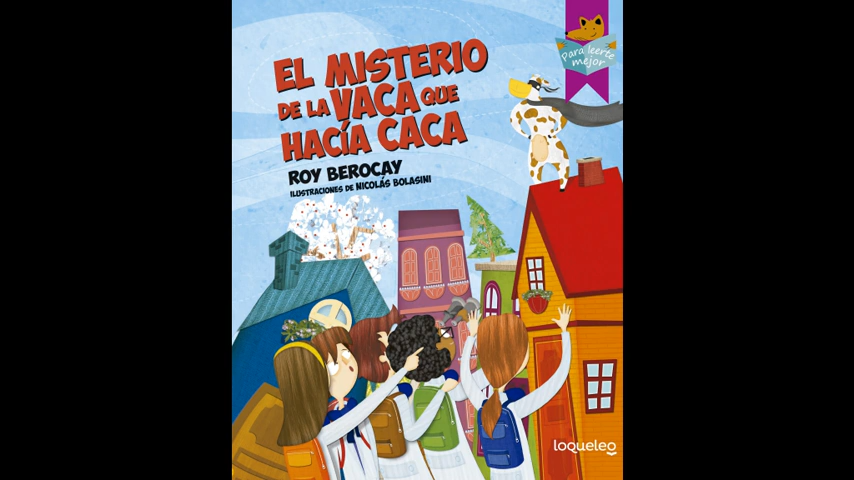 Para leerte
mejor
EL MISTERIO
DE LA VACA QUE
HACÍA CACA
ROY BEROCAY
ILUSTRACIONES DE NICOLÁS BOLASINI
loqueleo